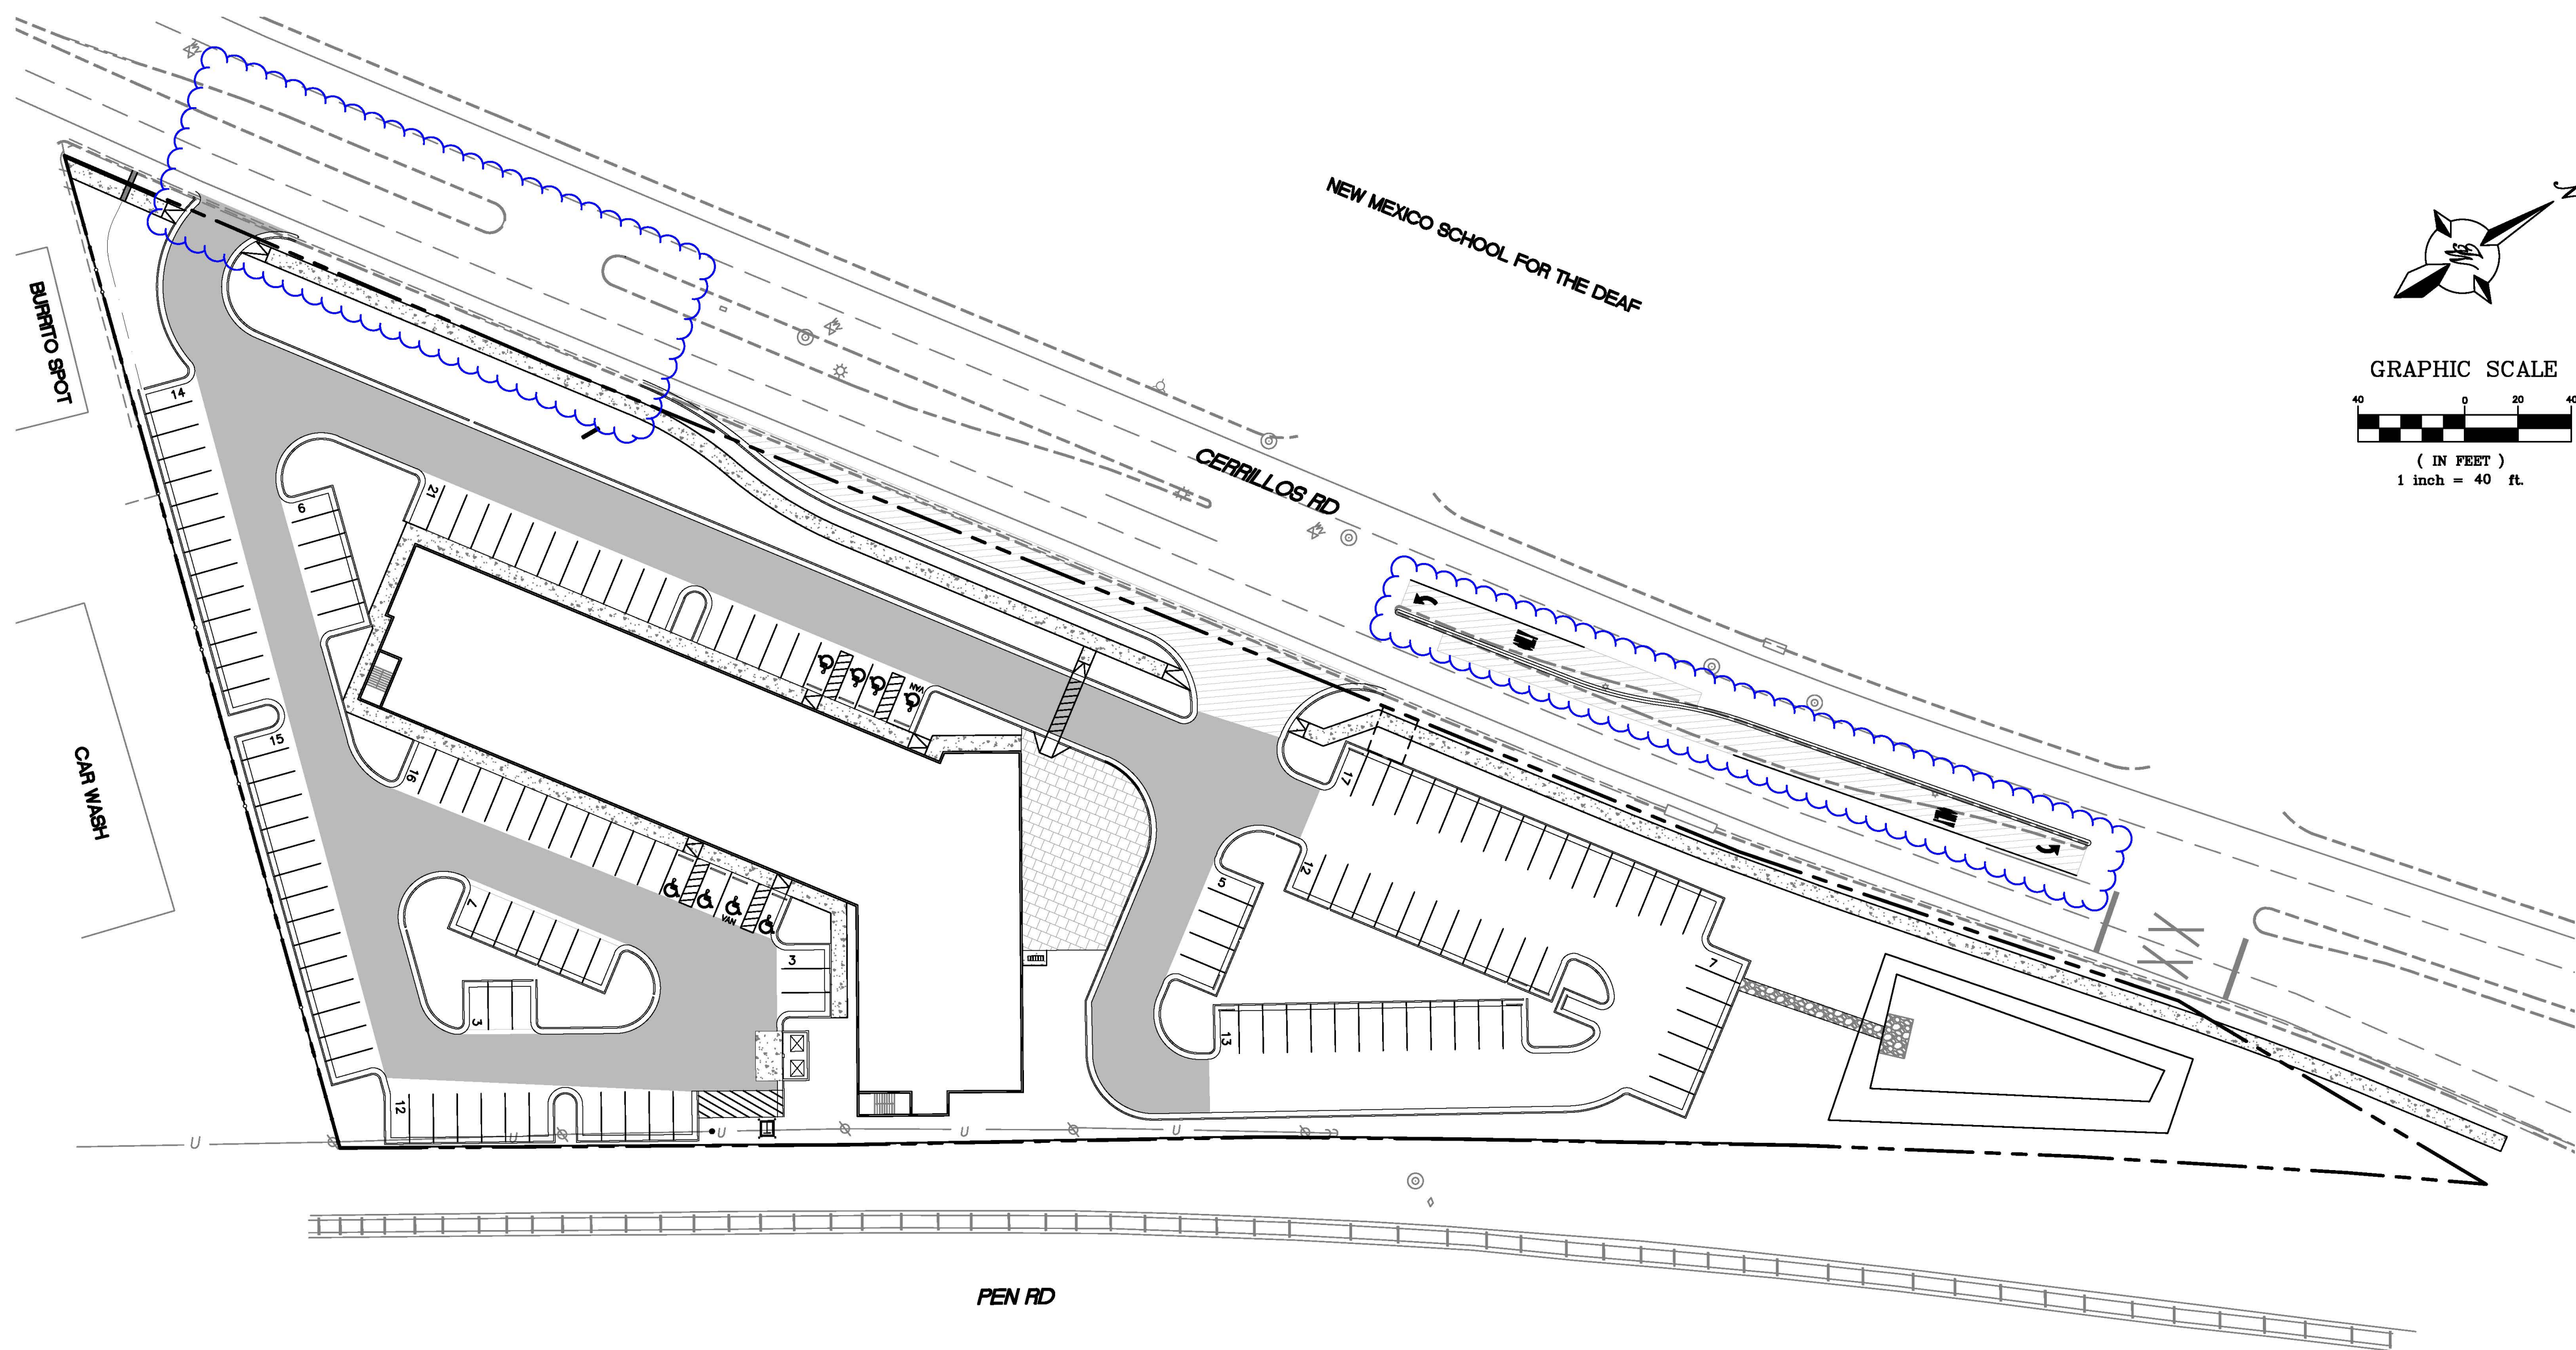 NEW MEXICO SCHOOL FOR THE DEAF
N
BURRITO SPOT
GRAPHIC SCALE
40 0 20 40
( IN FEET )
1 inch = 40 ft.
14
CERRILLOS RD
21
6
VAN
15
CAR WASH
16
17
12
5
7
VAN
3
7
3
13
12
U
U
U
U
U
PEN RD